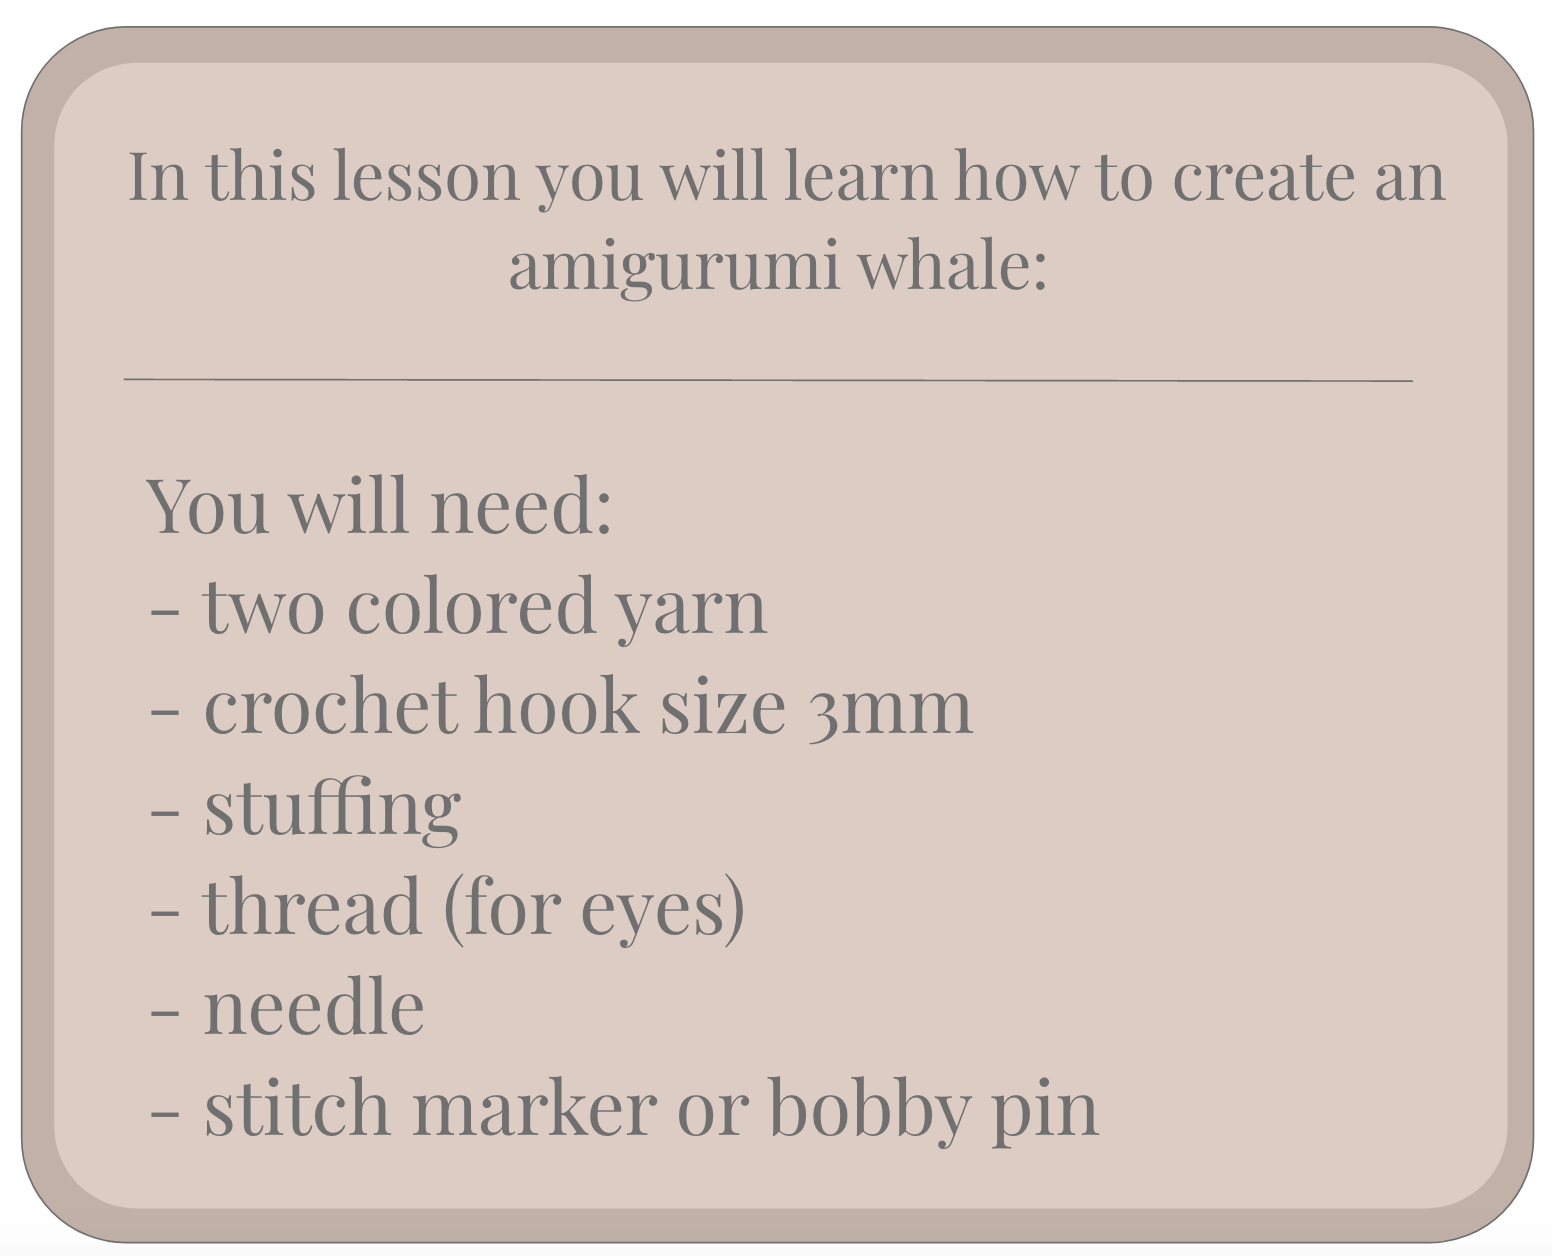 In this lesson you will learn how to create an
amigurumi whale:
You will need:
- two colored yarn
- crochet hook size 3mm
- stuffing
- thread (for eyes)
- needle
- stitch marker or bobby pin